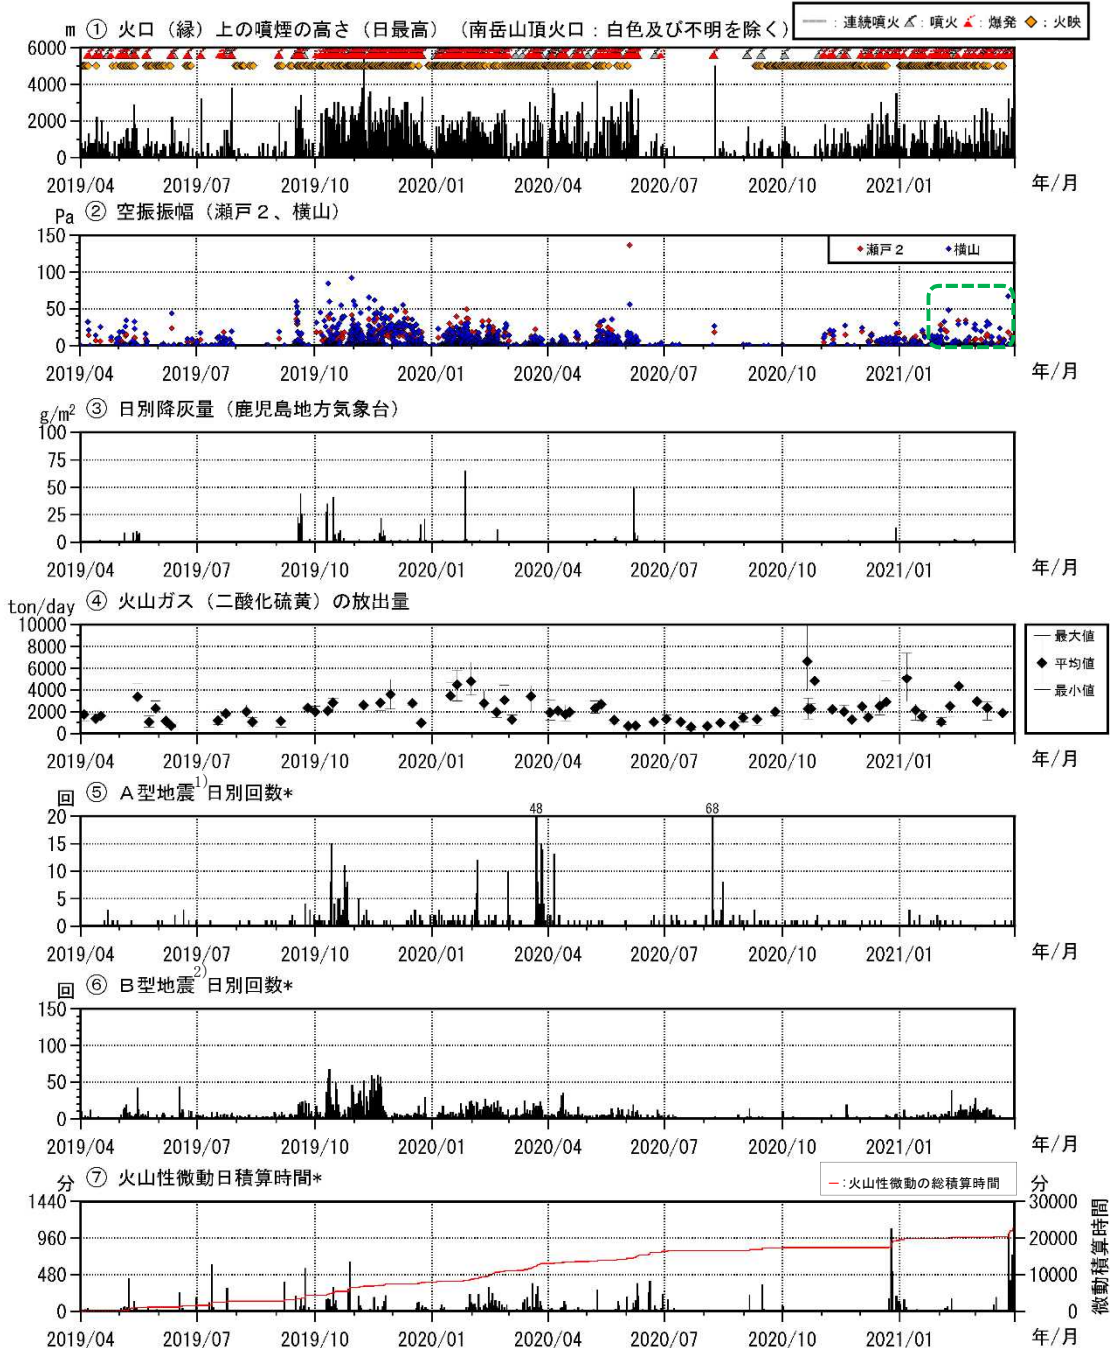 m ① 火口（縁）上の噴煙の高さ（日最高）（南岳山頂火口：白色及び不明を除く）
：連続噴火 ：噴火 ：爆発 ：火映
6000
4000
2000
0
2019/04 2019/07 2019/10 2020/01 2020/04 2020/07 2020/10 2021/01 年/月
Pa ② 空振振幅（瀬戸２、横山）
瀬戸２ 横山
150
100
50
0
2019/04 2019/07 2019/10 2020/01 2020/04 2020/07 2020/10 2021/01 年/月
g/m² ③ 日別降灰量（鹿児島地方気象台）
100
75
50
25
0
2019/04 2019/07 2019/10 2020/01 2020/04 2020/07 2020/10 2021/01 年/月
ton/day ④ 火山ガス（二酸化硫黄）の放出量
10000
8000
6000
4000
2000
0
最大値
平均値
最小値
2019/04 2019/07 2019/10 2020/01 2020/04 2020/07 2020/10 2021/01 年/月
回 ⑤ Ａ型地震1)日別回数*
48 68
20
15
10
5
0
2019/04 2019/07 2019/10 2020/01 2020/04 2020/07 2020/10 2021/01 年/月
回 ⑥ Ｂ型地震2)日別回数*
150
100
50
0
2019/04 2019/07 2019/10 2020/01 2020/04 2020/07 2020/10 2021/01 年/月
分 ⑦ 火山性微動日積算時間*
：火山性微動の総積算時間 分
1440 30000
960 20000
480 10000
0 0
微動積算時間
2019/04 2019/07 2019/10 2020/01 2020/04 2020/07 2020/10 2021/01 年/月